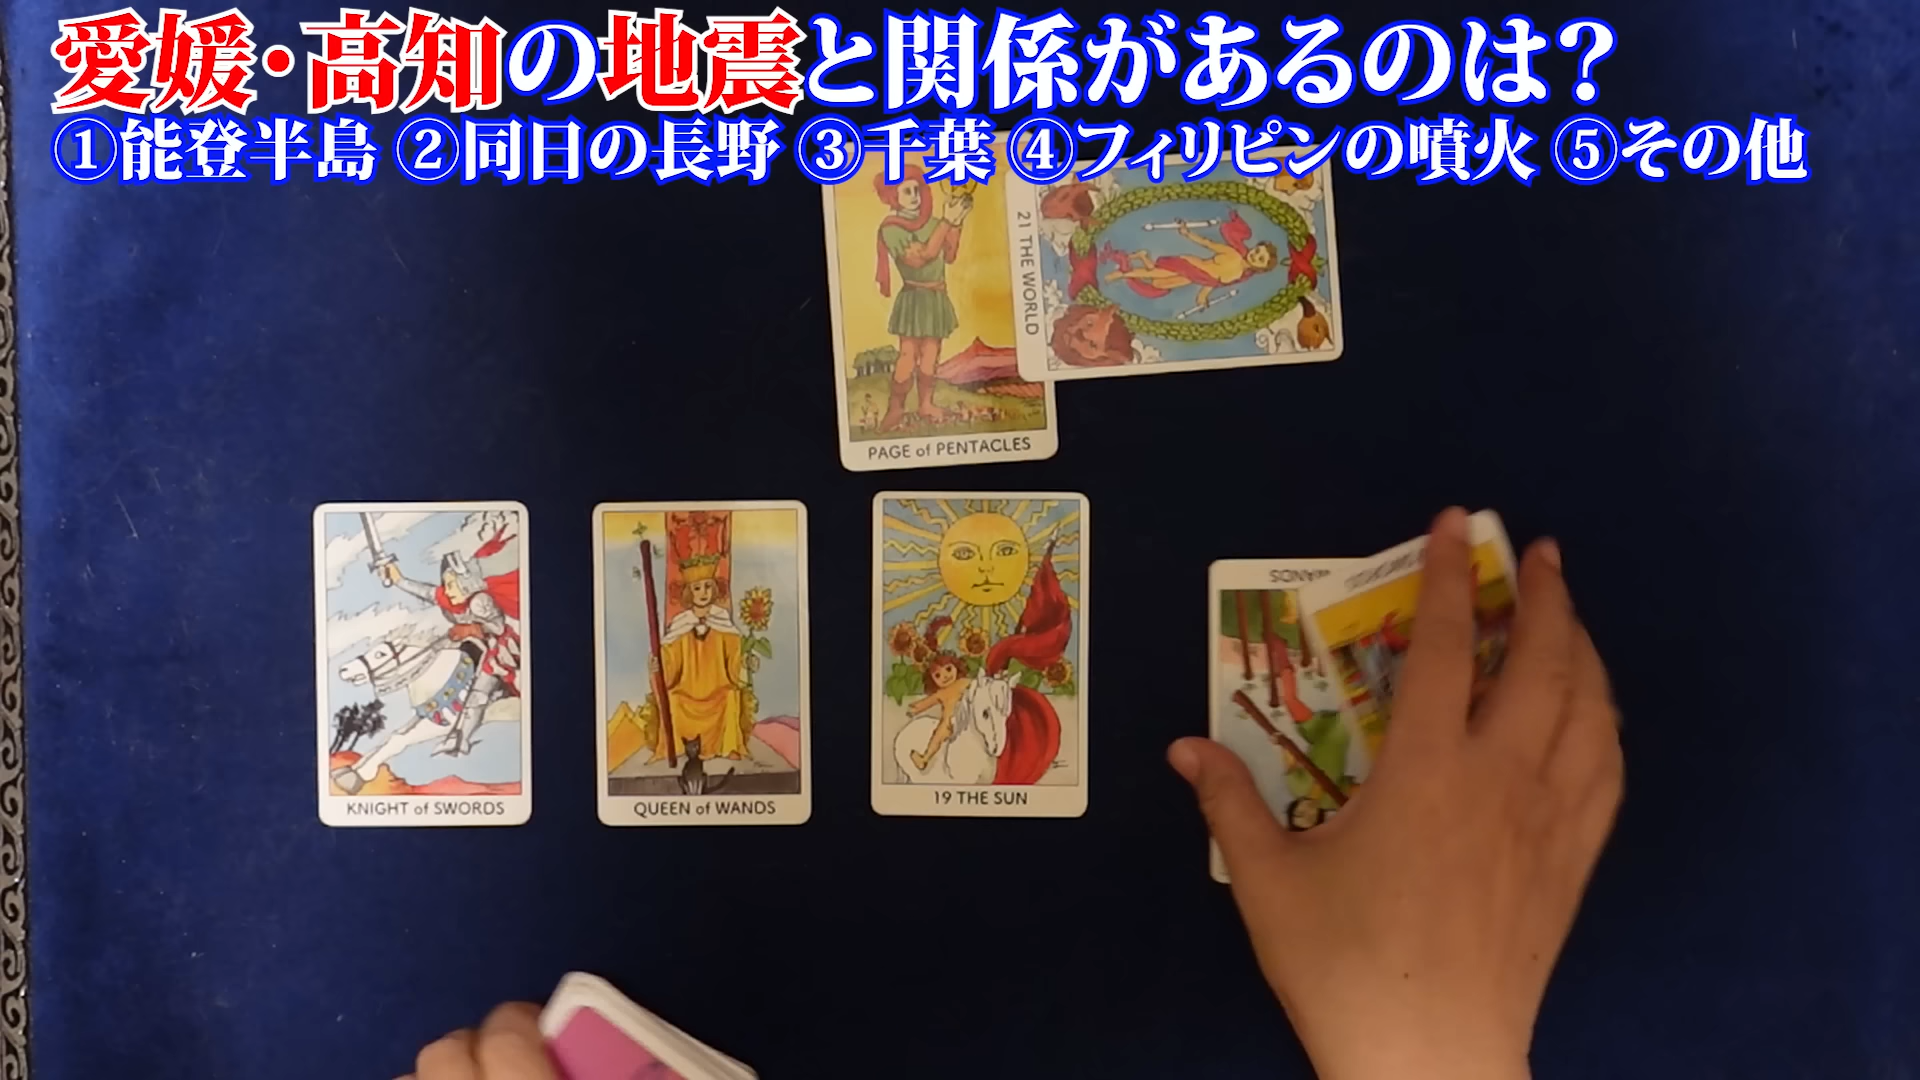 愛媛・高知の地震と関係があるのは？
①能登半島 ②同日の長野 ③千葉 ④フィリピンの噴火 ⑤その他
21 THE WORLD
PAGE of PENTACLES
KNIGHT of SWORDS
QUEEN of WANDS
19 THE SUN